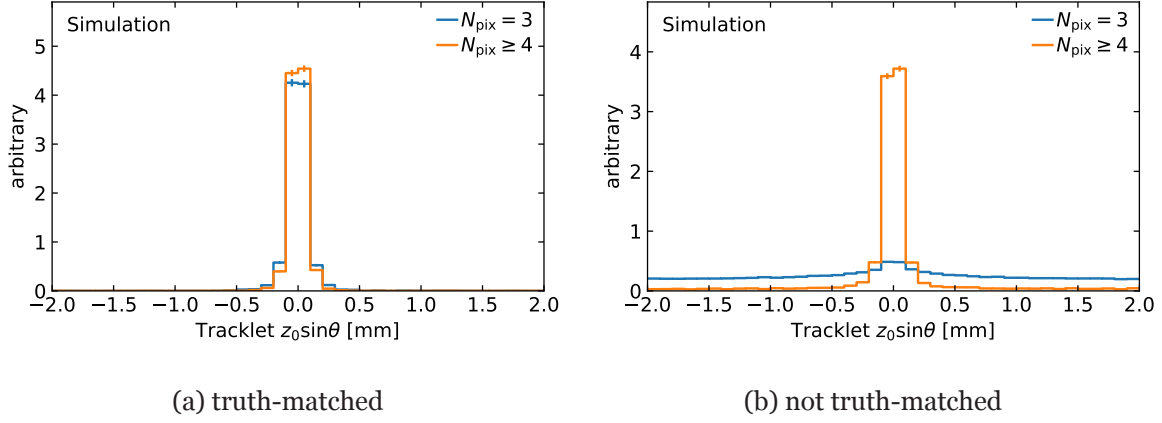 Simulation
N_pix = 3
N_pix ≥ 4
arbitrary
5
4
3
2
1
0
−2.0 −1.5 −1.0 −0.5 0.0 0.5 1.0 1.5 2.0
Tracklet z₀sinθ [mm]
(a) truth-matched
Simulation
N_pix = 3
N_pix ≥ 4
arbitrary
4
3
2
1
0
−2.0 −1.5 −1.0 −0.5 0.0 0.5 1.0 1.5 2.0
Tracklet z₀sinθ [mm]
(b) not truth-matched